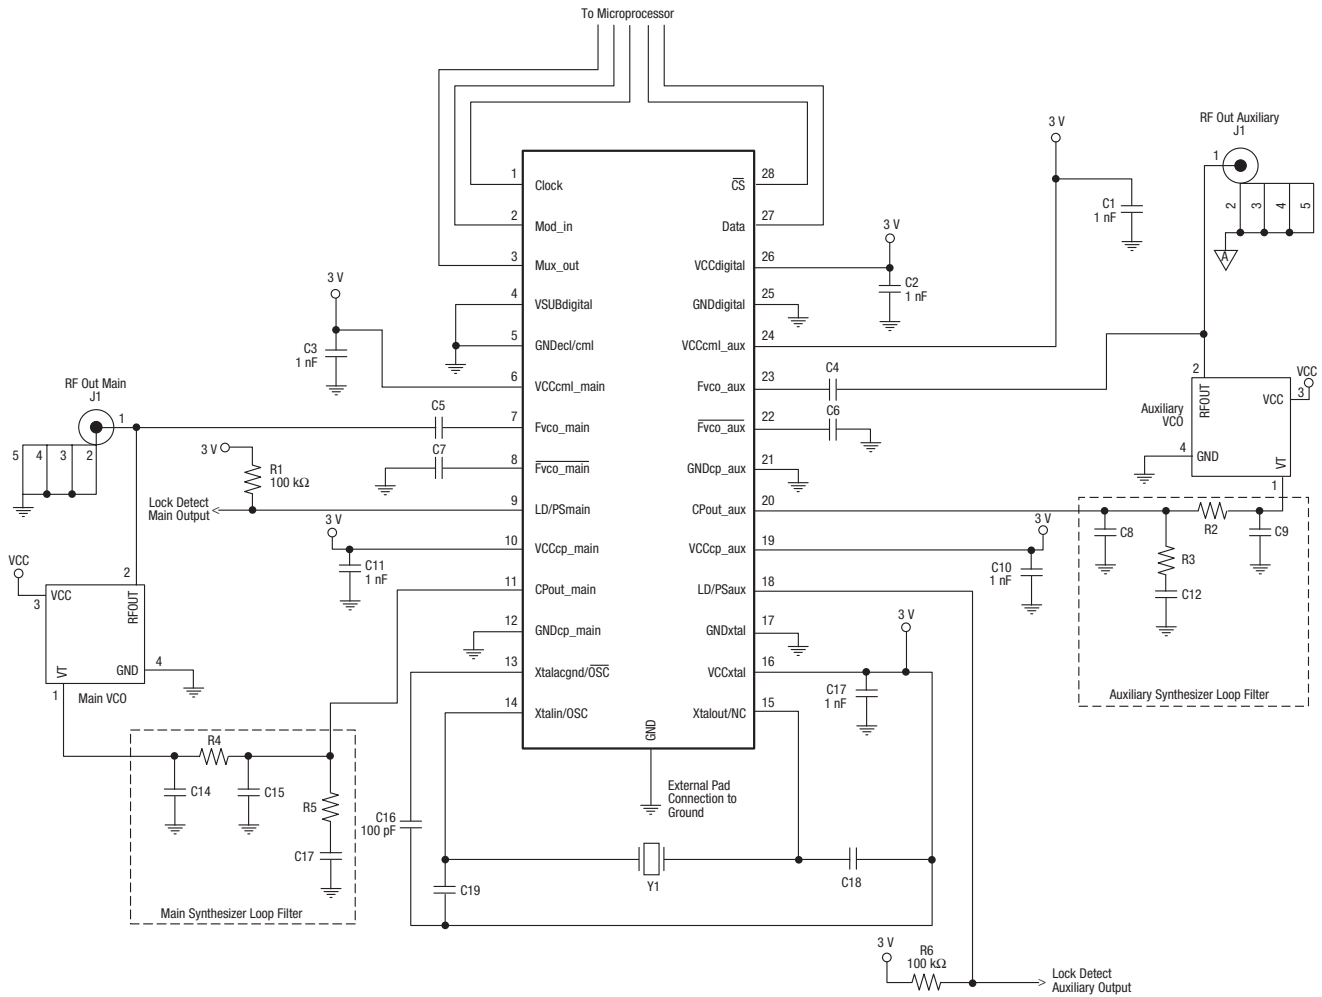 To Microprocessor
1
Clock
2
Mod_in
3
Mux_out
4
VSUBdigital
5
GNDecl/cml
6
VCCcml_main
7
Fvco_main
8
Fvco_main
9
LD/PSmain
10
VCCcp_main
11
CPout_main
12
GNDcp_main
13
Xtalacgnd/OSC
14
Xtalin/OSC
28
CS
27
Data
26
VCCdigital
25
GNDdigital
24
VCCcml_aux
23
Fvco_aux
22
Fvco_aux
21
GNDcp_aux
20
CPout_aux
19
VCCcp_aux
18
LD/PSaux
17
GNDxtal
16
VCCxtal
15
Xtalout/NC
GND
External Pad
Connection to
Ground
3 V
C3
1 nF
RF Out Main
J1
1
5
4
3
2
C5
C7
3 V
R1
100 kΩ
Lock Detect
Main Output
3 V
C11
1 nF
VCC
3
VCC
2
RFOUT
VT
GND
4
1
Main VCO
R4
C14
C15
R5
C17
Main Synthesizer Loop Filter
C16
100 pF
C19
Y1
C18
3 V
C17
1 nF
3 V
R6
100 kΩ
Lock Detect
Auxiliary Output
3 V
C2
1 nF
3 V
C1
1 nF
RF Out Auxiliary
J1
1
2
3
4
5
A
C4
C6
2
RFOUT
VCC
VCC
3
Auxiliary
VCO
4
GND
VT
1
3 V
C10
1 nF
C8
R2
C9
R3
C12
Auxiliary Synthesizer Loop Filter